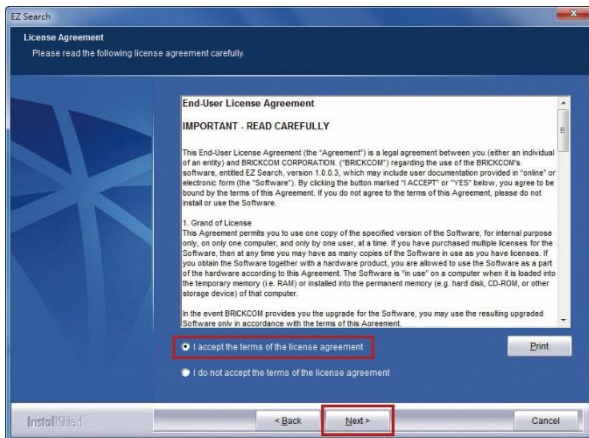 EZ Search
License Agreement
Please read the following license agreement carefully.
End-User License Agreement
IMPORTANT - READ CAREFULLY
This End-User License Agreement (the "Agreement") is a legal agreement between you (either an individual
of an entity) and BRICKCOM CORPORATION. ("BRICKCOM") regarding the use of the BRICKCOM's
software, entitled EZ Search, version 1.0.0.3, which may include user documentation provided in "online" or
electronic form (the "Software"). By clicking the button marked "I ACCEPT" or "YES" below, you agree to be
bound by the terms of this Agreement. If you do not agree to the terms of this Agreement, please do not
install or use the Software.
1. Grand of License
This Agreement permits you to use one copy of the specified version of the Software, for internal purpose
only, on only one computer, and only by one user, at a time. If you have purchased multiple licenses for the
Software, then at any time you may have as many copies of the Software in use as you have licenses. If
you obtain the Software together with a hardware product, you are allowed to use the Software as a part
of the hardware according to this Agreement. The Software is "in use" on a computer when it is loaded into
the temporary memory (i.e. RAM) or installed into the permanent memory (e.g. hard disk, CD-ROM, or other
storage device) of that computer.
In the event BRICKCOM provides you the upgrade for the Software, you may use the resulting upgraded
Software only in accordance with the terms of this Agreement.
I accept the terms of the license agreement
Print
I do not accept the terms of the license agreement
InstallShield
< Back
Next >
Cancel